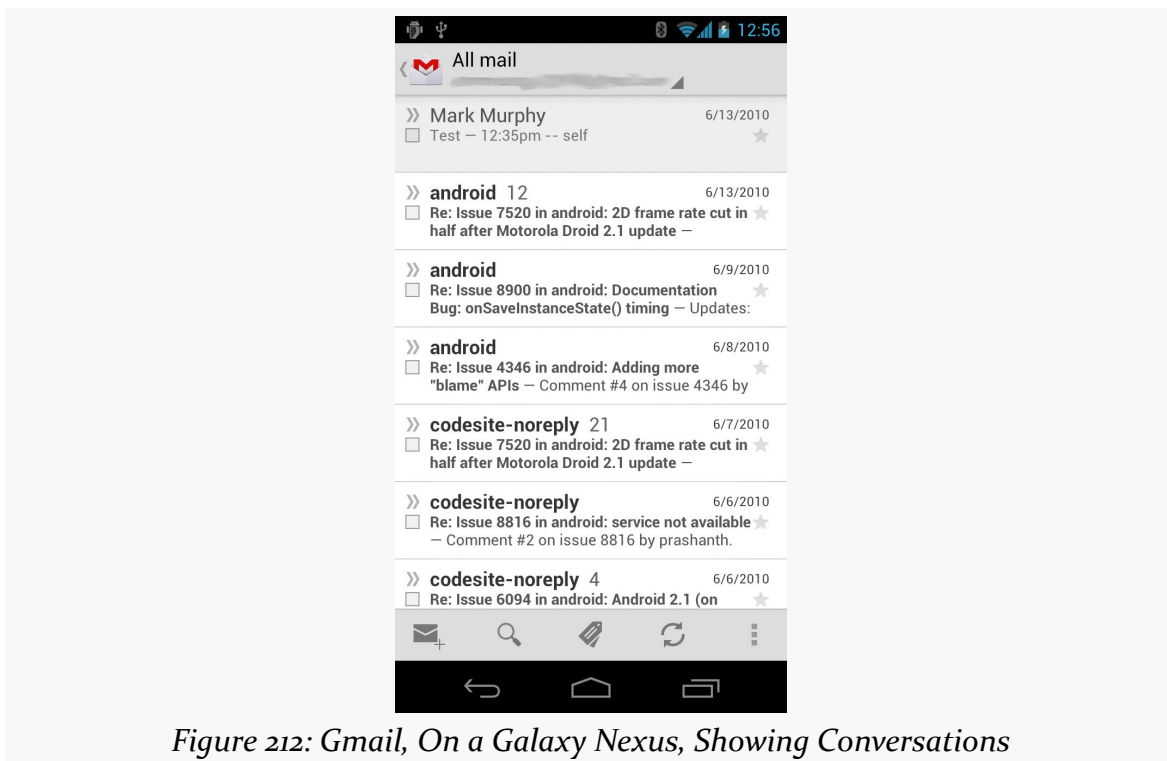 12:56
All mail
Mark Murphy 6/13/2010
Test — 12:35pm -- self
android 12 6/13/2010
Re: Issue 7520 in android: 2D frame rate cut in
half after Motorola Droid 2.1 update —
android 6/9/2010
Re: Issue 8900 in android: Documentation
Bug: onSaveInstanceState() timing — Updates:
android 6/8/2010
Re: Issue 4346 in android: Adding more
"blame" APIs — Comment #4 on issue 4346 by
codesite-noreply 21 6/7/2010
Re: Issue 7520 in android: 2D frame rate cut in
half after Motorola Droid 2.1 update —
codesite-noreply 6/6/2010
Re: Issue 8816 in android: service not available
— Comment #2 on issue 8816 by prashanth.
codesite-noreply 4 6/6/2010
Re: Issue 6094 in android: Android 2.1 (on
Figure 212: Gmail, On a Galaxy Nexus, Showing Conversations